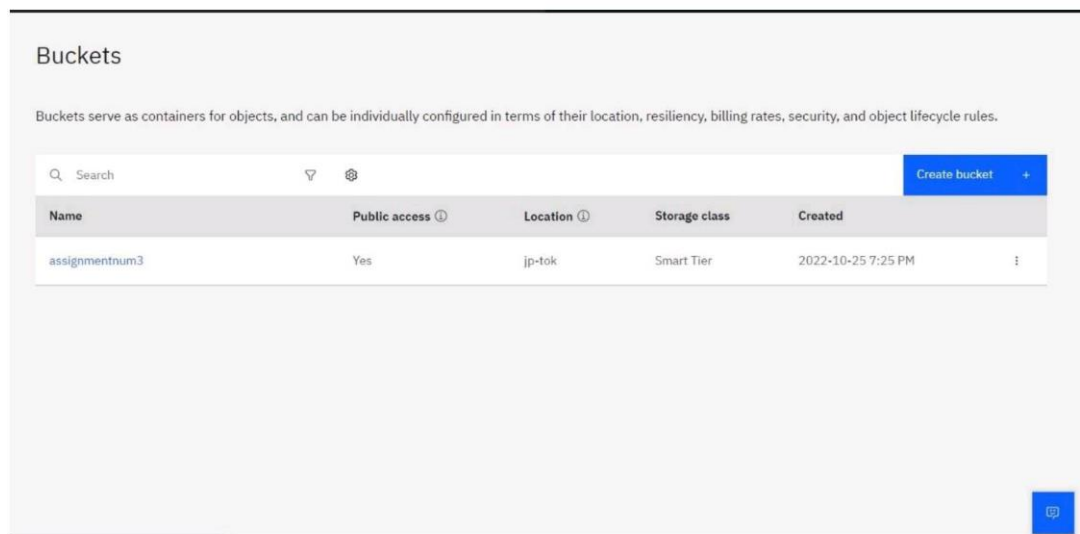 Buckets
Buckets serve as containers for objects, and can be individually configured in terms of their location, resiliency, billing rates, security, and object lifecycle rules.
Search
Create bucket +
Name Public access Location Storage class Created
assignmentnum3 Yes jp-tok Smart Tier 2022-10-25 7:25 PM